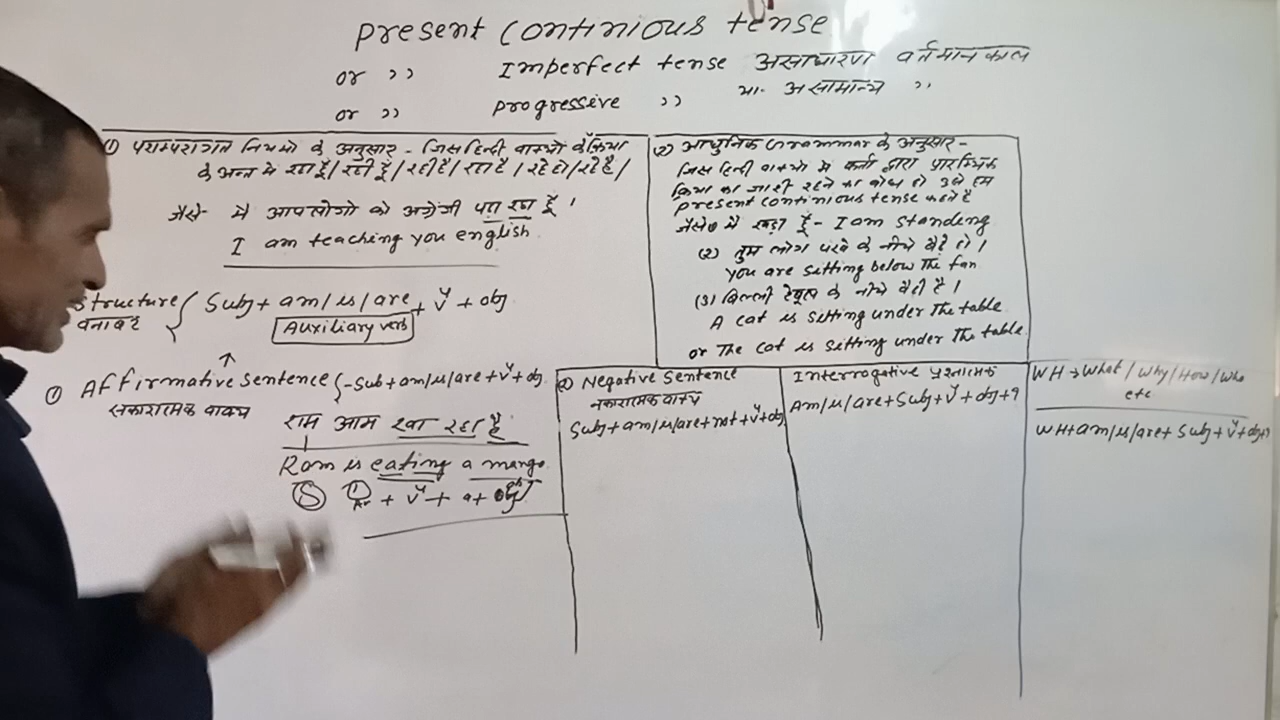 Present Continious tense
or ,, Imperfect tense असाधारण वर्तमान काल
or ,, progressive ,, या- असामान्य ,,
① परम्परागत नियमो के अनुसार - जिस हिन्दी वाक्यो के क्रिया
के अन्त मे रहा हूँ / रही हूँ / रही है / रहा है / रहे हो / रहे है /
जैसे- मै आपलोगो को अंग्रेजी पढा रहा हूँ ।
I am teaching you english.
Structure { Subj + am/is/are + V⁴ + obj
बनावट
Auxiliary verb
② आधुनिक Grammar के अनुसार -
जिस हिन्दी वाक्यो मे कर्ता द्वारा प्रारम्भिक
क्रिया का जारी रहने का बोध हो उसे हम
present continious tense कहते है
जैसे ① मै खड़ा हूँ - I am standing
(२) तुम लोग पंखे के नीचे बैठे हो ।
you are sitting below the fan
(3) बिल्ली टेबूल के नीचे बैठी है ।
A cat is sitting under the table
or The cat is sitting under the table
① Affirmative sentence {- Sub + am/is/are + V⁴ + obj.
सकारात्मक वाक्य
राम आम खा रहा है
Ram is eating a mango.
Ⓢ + V⁴ + a + obj
② Negative Sentence
नकारात्मक वाक्य
Subj + am/is/are + not + V⁴ + obj
Interrogative प्रश्नात्मक
Am/is/are + Subj + V⁴ + obj + ?
WH → What / Why / How / Who
etc
WH + am/is/are + Subj + V⁴ + obj + ?